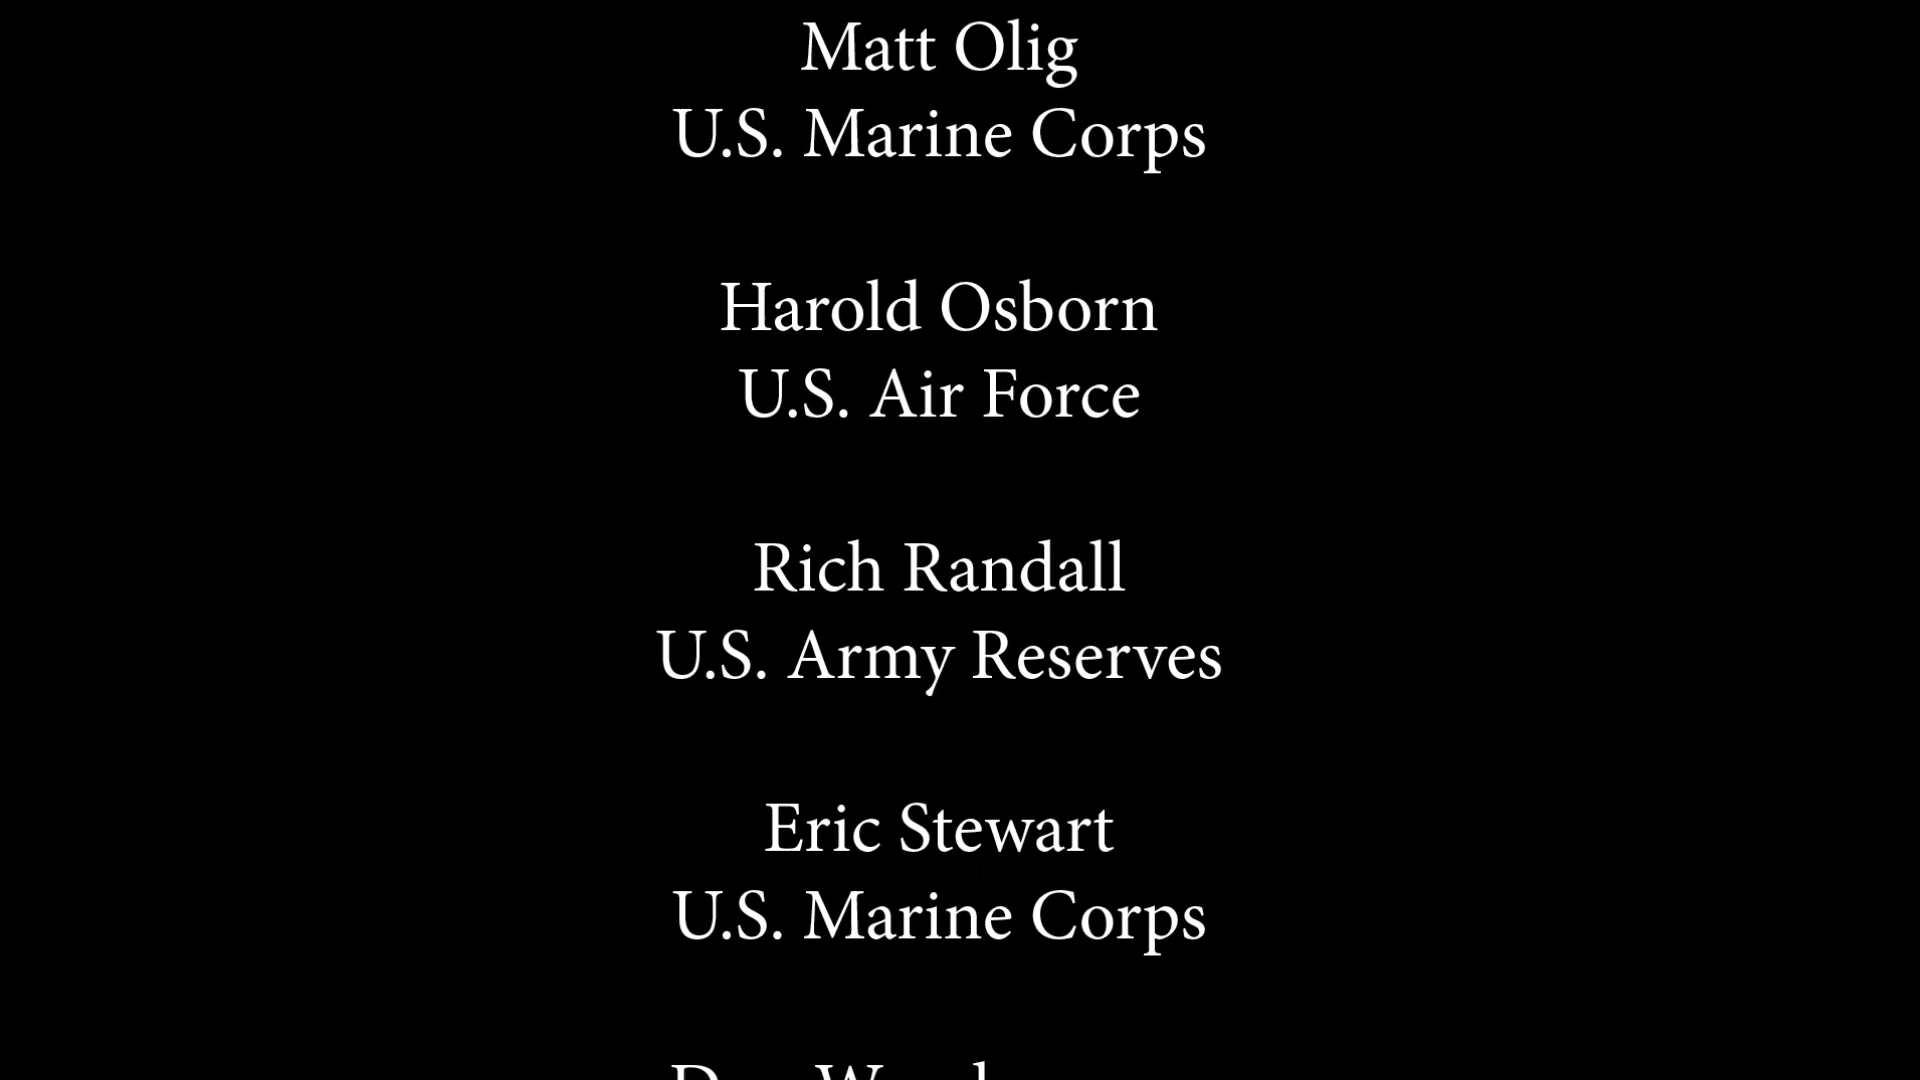 Matt Olig
U.S. Marine Corps
Harold Osborn
U.S. Air Force
Rich Randall
U.S. Army Reserves
Eric Stewart
U.S. Marine Corps